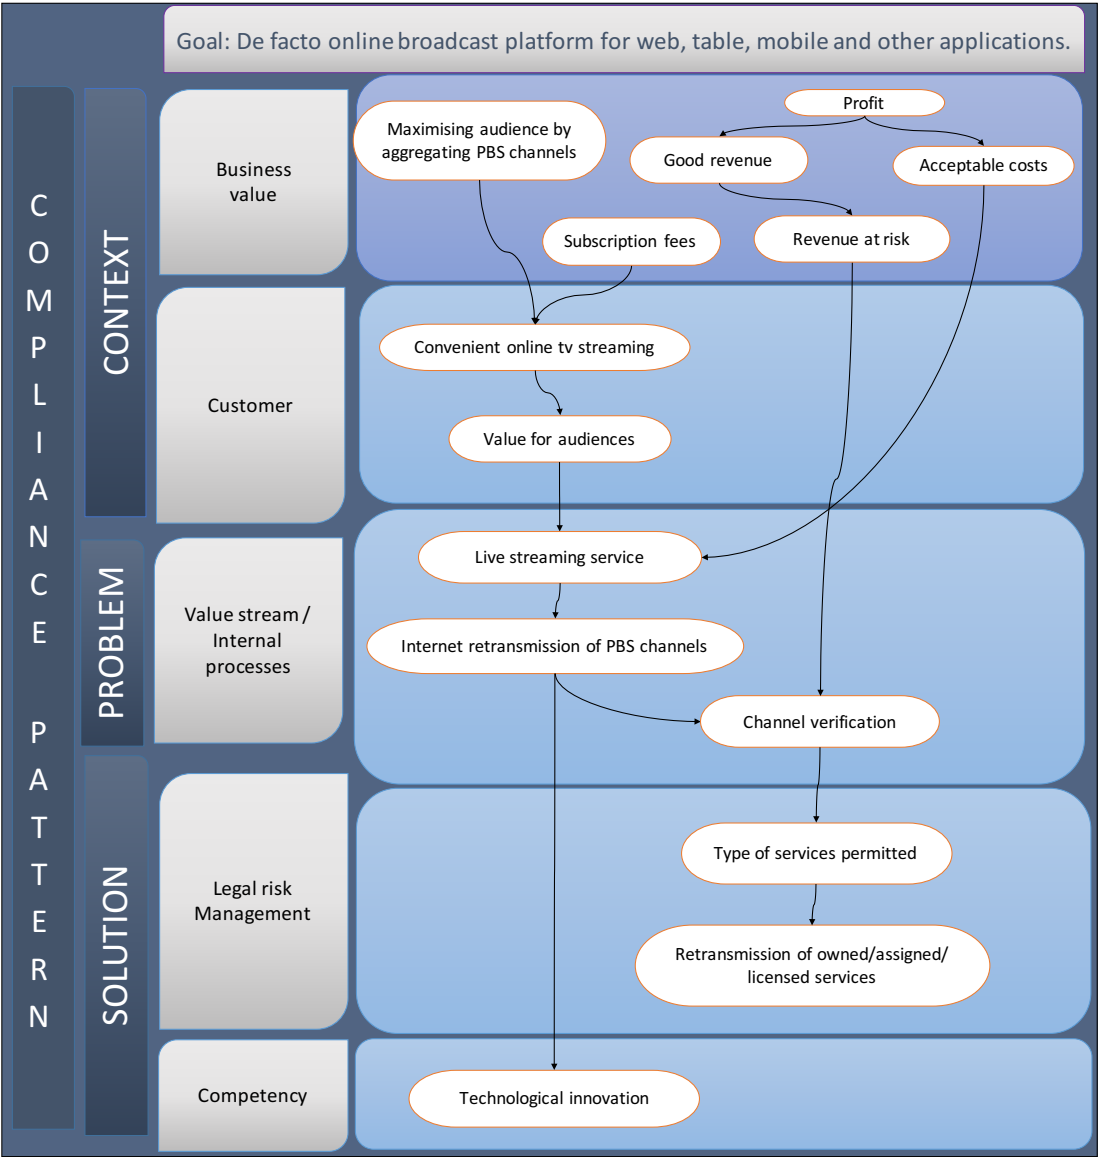 Goal: De facto online broadcast platform for web, table, mobile and other applications.
COMPLIANCE PATTERN
CONTEXT
Business
value
Maximising audience by
aggregating PBS channels
Profit
Good revenue
Acceptable costs
Subscription fees
Revenue at risk
Customer
Convenient online tv streaming
Value for audiences
PROBLEM
Value stream /
Internal
processes
Live streaming service
Internet retransmission of PBS channels
Channel verification
SOLUTION
Legal risk
Management
Type of services permitted
Retransmission of owned/assigned/
licensed services
Competency
Technological innovation